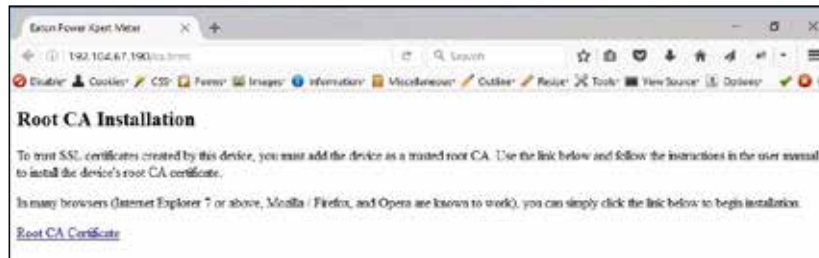 Eaton Power Xpert Meter
192.104.67.190/ca.html
Search
Disable Cookies CSS Forms Images Information Miscellaneous Outline Resize Tools View Source Options
Root CA Installation
To trust SSL certificates created by this device, you must add the device as a trusted root CA. Use the link below and follow the instructions in the user manual
to install the device's root CA certificate.
In many browsers (Internet Explorer 7 or above, Mozilla / Firefox, and Opera are known to work), you can simply click the link below to begin installation.
Root CA Certificate